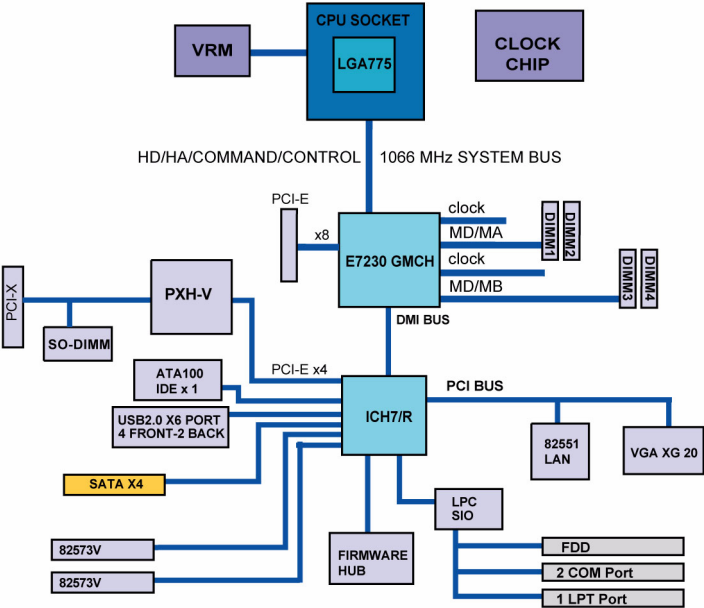 CPU SOCKET
LGA775
VRM
CLOCK
CHIP
HD/HA/COMMAND/CONTROL
1066 MHz SYSTEM BUS
PCI-E
x8
E7230 GMCH
clock
MD/MA
clock
MD/MB
DIMM1
DIMM2
DIMM3
DIMM4
DMI BUS
PCI-X
PXH-V
SO-DIMM
PCI-E x4
ATA100
IDE x 1
USB2.0 X6 PORT
4 FRONT-2 BACK
ICH7/R
PCI BUS
82551
LAN
VGA XG 20
SATA X4
LPC
SIO
82573V
82573V
FIRMWARE
HUB
FDD
2 COM Port
1 LPT Port